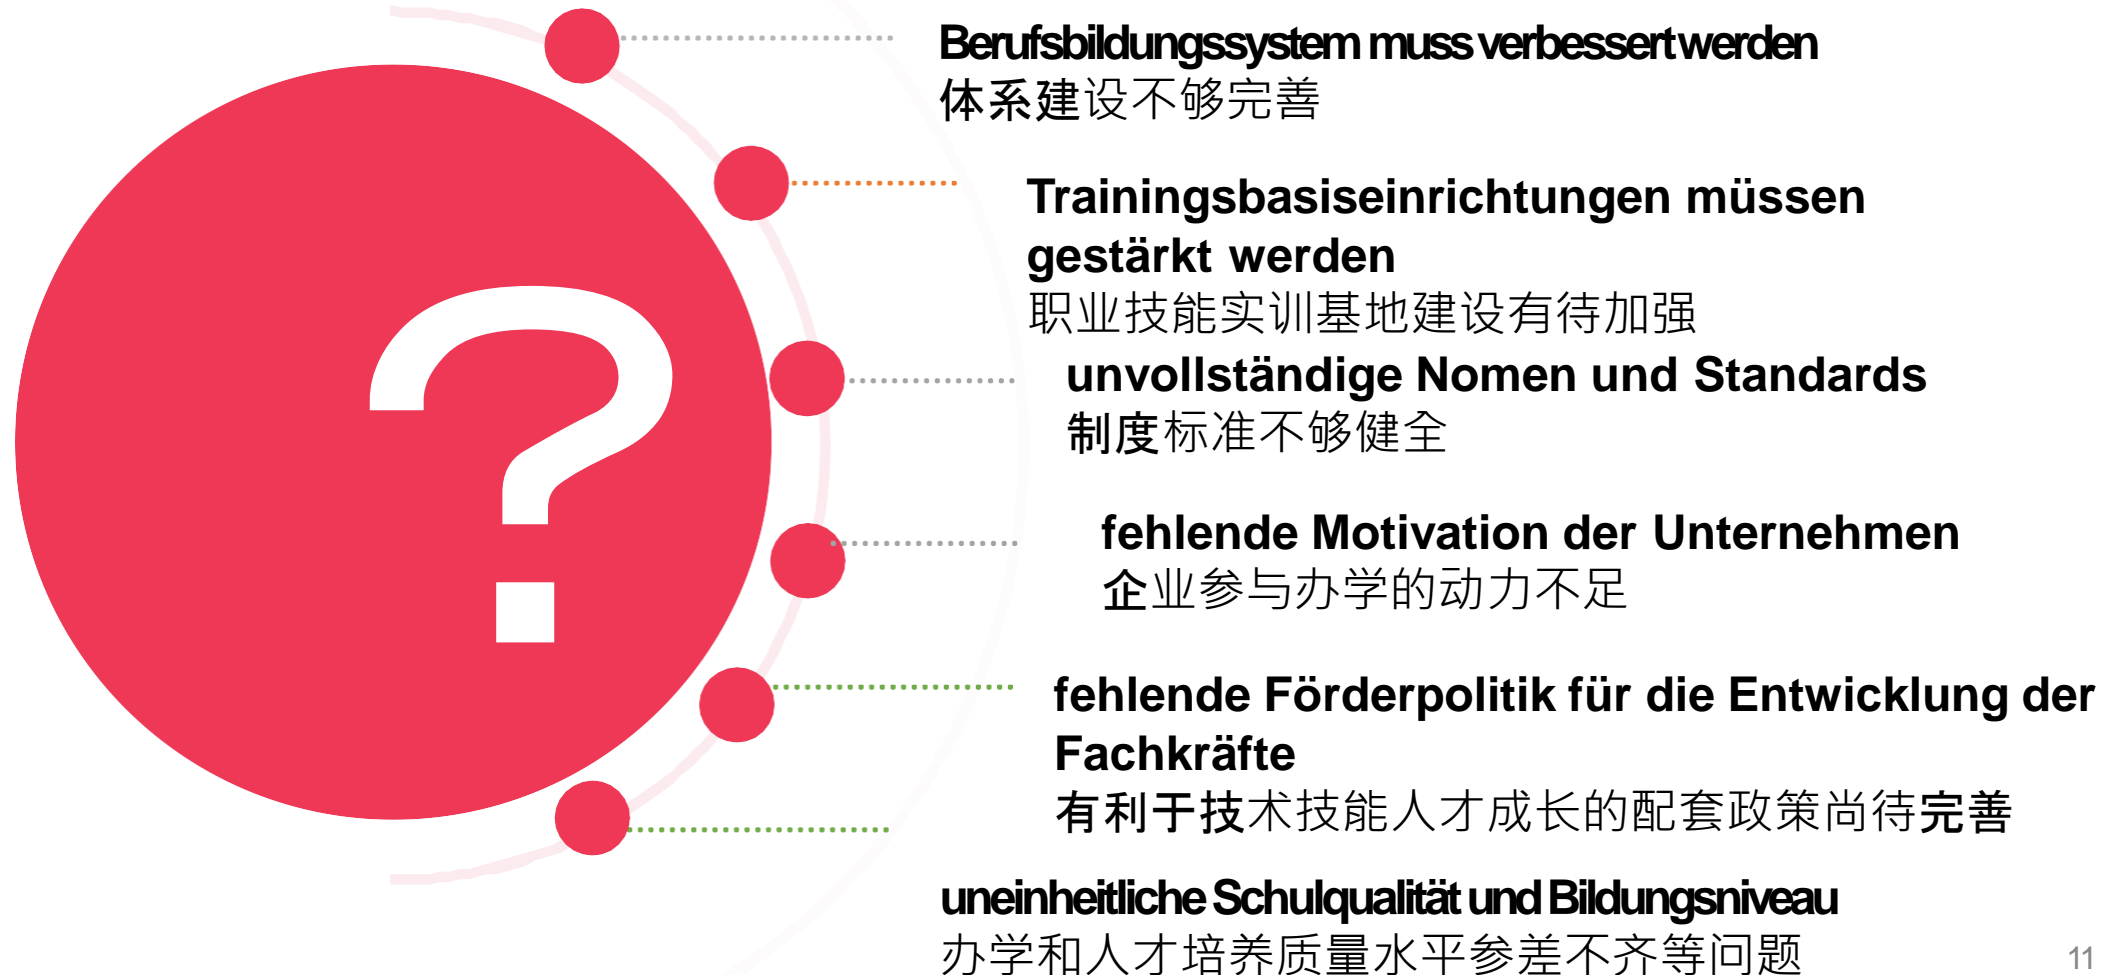 Berufsbildungssystem muss verbessert werden
体系建设不够完善
Trainingsbasiseinrichtungen müssen
gestärkt werden
职业技能实训基地建设有待加强
unvollständige Nomen und Standards
制度标准不够健全
?
fehlende Motivation der Unternehmen
企业参与办学的动力不足
fehlende Förderpolitik für die Entwicklung der
Fachkräfte
有利于技术技能人才成长的配套政策尚待完善
uneinheitliche Schulqualität und Bildungsniveau
办学和人才培养质量水平参差不齐等问题
11